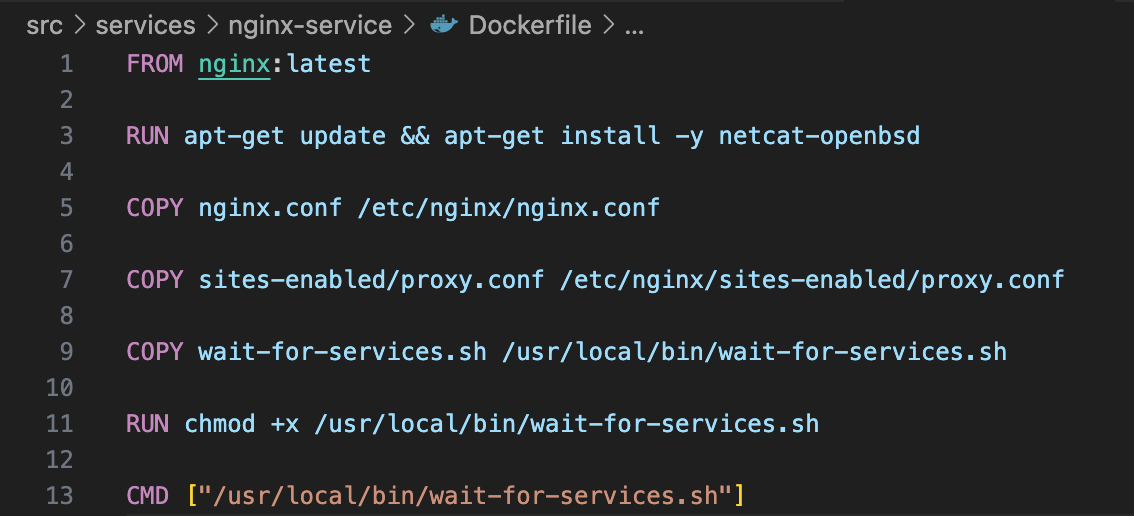 src > services > nginx-service > Dockerfile > ...
1 FROM nginx:latest
2
3 RUN apt-get update && apt-get install -y netcat-openbsd
4
5 COPY nginx.conf /etc/nginx/nginx.conf
6
7 COPY sites-enabled/proxy.conf /etc/nginx/sites-enabled/proxy.conf
8
9 COPY wait-for-services.sh /usr/local/bin/wait-for-services.sh
10
11 RUN chmod +x /usr/local/bin/wait-for-services.sh
12
13 CMD ["/usr/local/bin/wait-for-services.sh"]